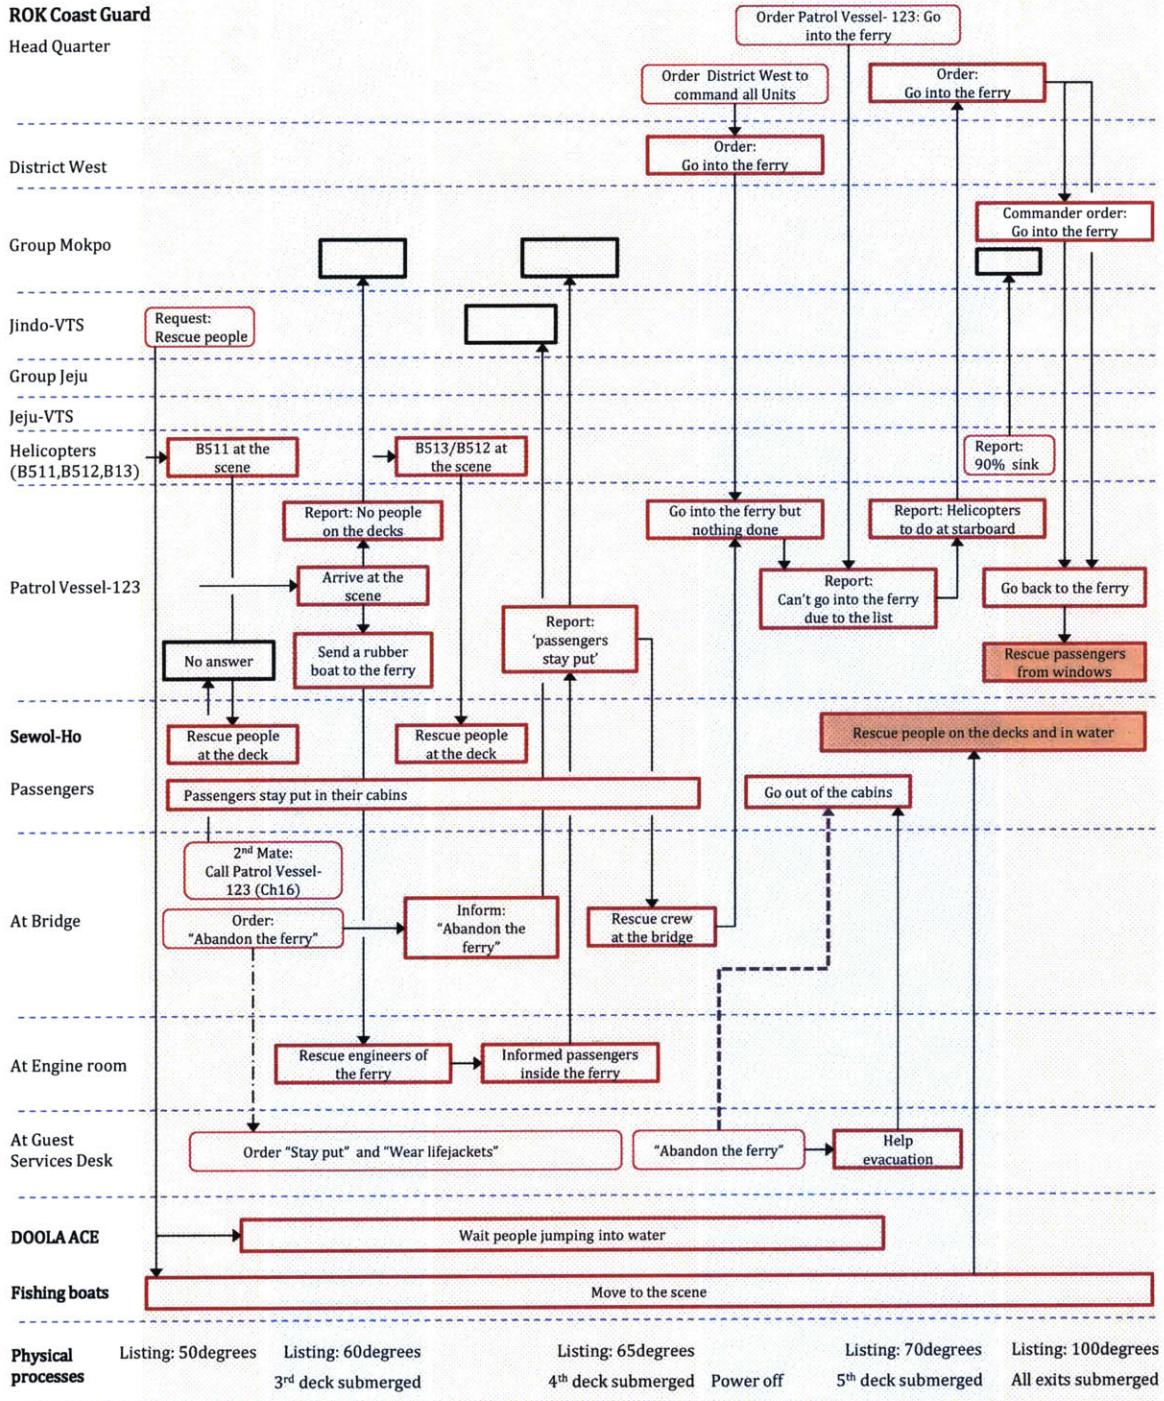 ROK Coast Guard
Head Quarter
Order Patrol Vessel- 123: Go
into the ferry
Order District West to
command all Units
Order:
Go into the ferry
District West
Order:
Go into the ferry
Group Mokpo
Commander order:
Go into the ferry
Jindo-VTS
Request:
Rescue people
Group Jeju
Jeju-VTS
Helicopters
(B511,B512,B13)
B511 at the
scene
B513/B512 at
the scene
Report:
90% sink
Report: No people
on the decks
Go into the ferry but
nothing done
Report: Helicopters
to do at starboard
Patrol Vessel-123
Arrive at the
scene
Report:
Can't go into the ferry
due to the list
Go back to the ferry
No answer
Send a rubber
boat to the ferry
Report:
'passengers
stay put'
Rescue passengers
from windows
Sewol-Ho
Rescue people
at the deck
Rescue people
at the deck
Rescue people on the decks and in water
Passengers
Passengers stay put in their cabins
Go out of the cabins
2nd Mate:
Call Patrol Vessel-
123 (Ch16)
At Bridge
Order:
"Abandon the ferry"
Inform:
"Abandon the
ferry"
Rescue crew
at the bridge
At Engine room
Rescue engineers of
the ferry
Informed passengers
inside the ferry
At Guest
Services Desk
Order "Stay put" and "Wear lifejackets"
"Abandon the ferry"
Help
evacuation
DOOLA ACE
Wait people jumping into water
Fishing boats
Move to the scene
Physical
processes
Listing: 50degrees
Listing: 60degrees
3rd deck submerged
Listing: 65degrees
4th deck submerged
Power off
Listing: 70degrees
5th deck submerged
Listing: 100degrees
All exits submerged